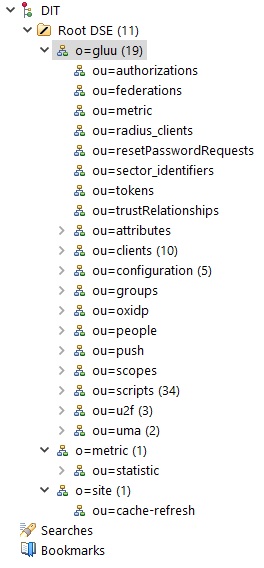 DIT
Root DSE (11)
o=gluu (19)
ou=authorizations
ou=federations
ou=metric
ou=radius_clients
ou=resetPasswordRequests
ou=sector_identifiers
ou=tokens
ou=trustRelationships
ou=attributes
ou=clients (10)
ou=configuration (5)
ou=groups
ou=oxidp
ou=people
ou=push
ou=scopes
ou=scripts (34)
ou=u2f (3)
ou=uma (2)
o=metric (1)
ou=statistic
o=site (1)
ou=cache-refresh
Searches
Bookmarks